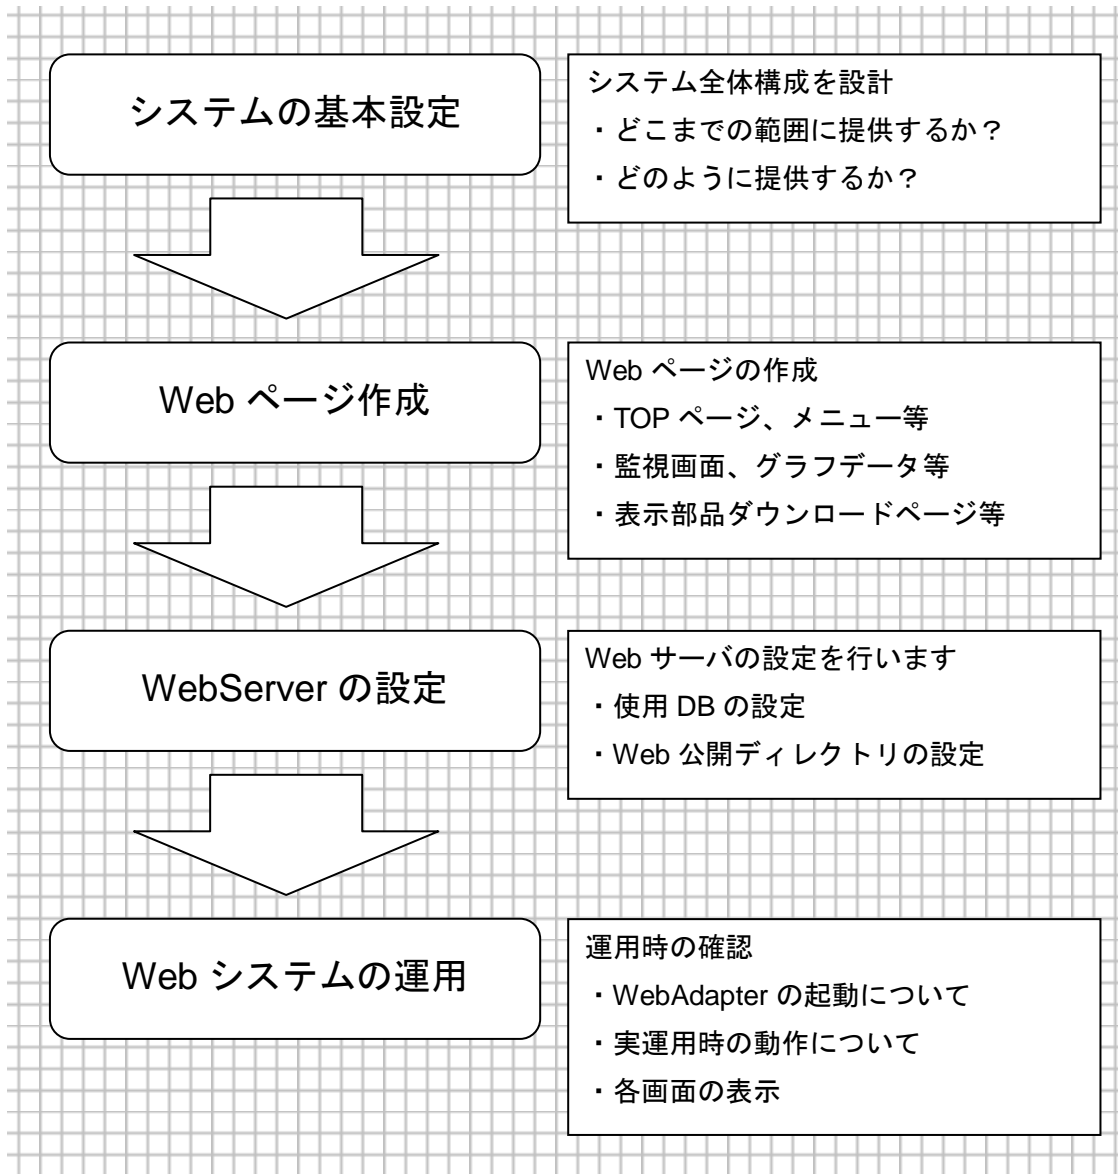 システムの基本設定
システム全体構成を設計
・どこまでの範囲に提供するか？
・どのように提供するか？
Web ページ作成
Web ページの作成
・TOP ページ、メニュー等
・監視画面、グラフデータ等
・表示部品ダウンロードページ等
WebServer の設定
Web サーバの設定を行います
・使用 DB の設定
・Web 公開ディレクトリの設定
Web システムの運用
運用時の確認
・WebAdapter の起動について
・実運用時の動作について
・各画面の表示